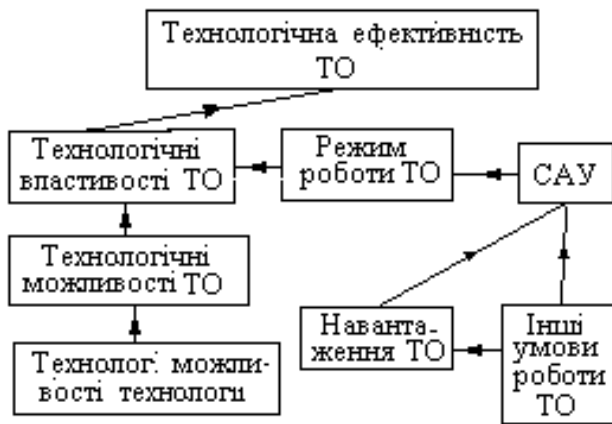 Технологічна ефективність
ТО
Технологічні
властивості ТО
Режим
роботи ТО
САУ
Технологічні
можливості ТО
Наванта-
ження ТО
Інші
умови
роботи
ТО
Технолог. можли-
вості технології